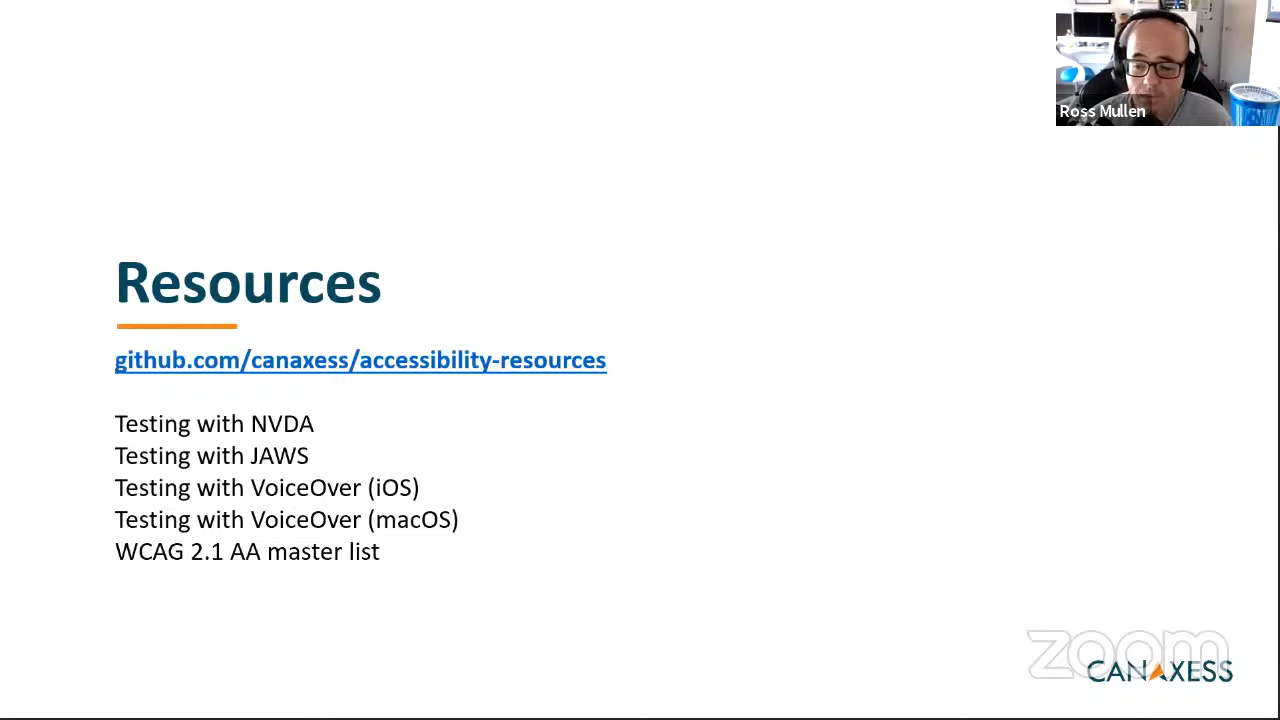 Ross Mullen
Resources
github.com/canaxess/accessibility-resources
Testing with NVDA
Testing with JAWS
Testing with VoiceOver (iOS)
Testing with VoiceOver (macOS)
WCAG 2.1 AA master list
zoom
CANAXESS